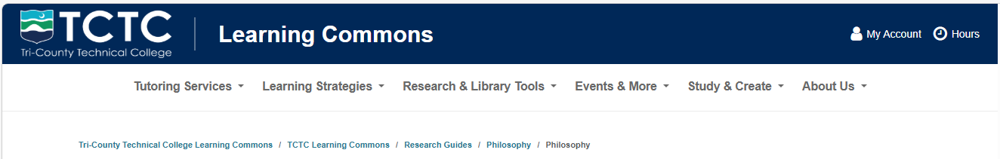 TCTC
Tri-County Technical College
Learning Commons
My Account Hours
Tutoring Services Learning Strategies Research & Library Tools Events & More Study & Create About Us
Tri-County Technical College Learning Commons / TCTC Learning Commons / Research Guides / Philosophy / Philosophy